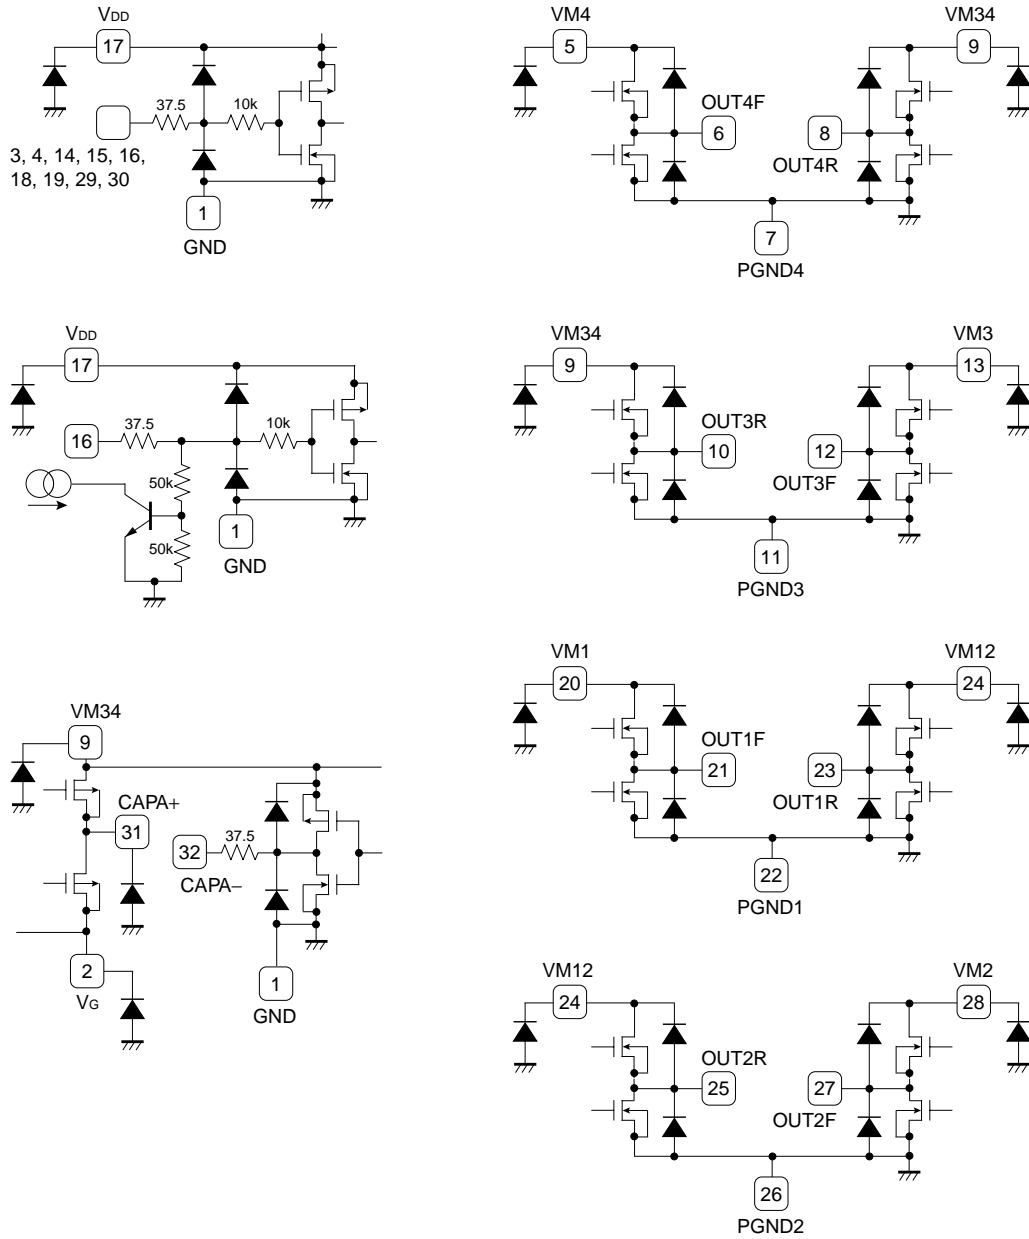 VDD
17
37.5
10k
3, 4, 14, 15, 16,
18, 19, 29, 30
1
GND
VDD
17
16
37.5
10k
50k
50k
1
GND
VM34
9
CAPA+
31
32
37.5
CAPA−
2
VG
1
GND
VM4
5
VM34
9
OUT4F
6
8
OUT4R
7
PGND4
VM34
9
VM3
13
OUT3R
10
12
OUT3F
11
PGND3
VM1
20
VM12
24
OUT1F
21
23
OUT1R
22
PGND1
VM12
24
VM2
28
OUT2R
25
27
OUT2F
26
PGND2